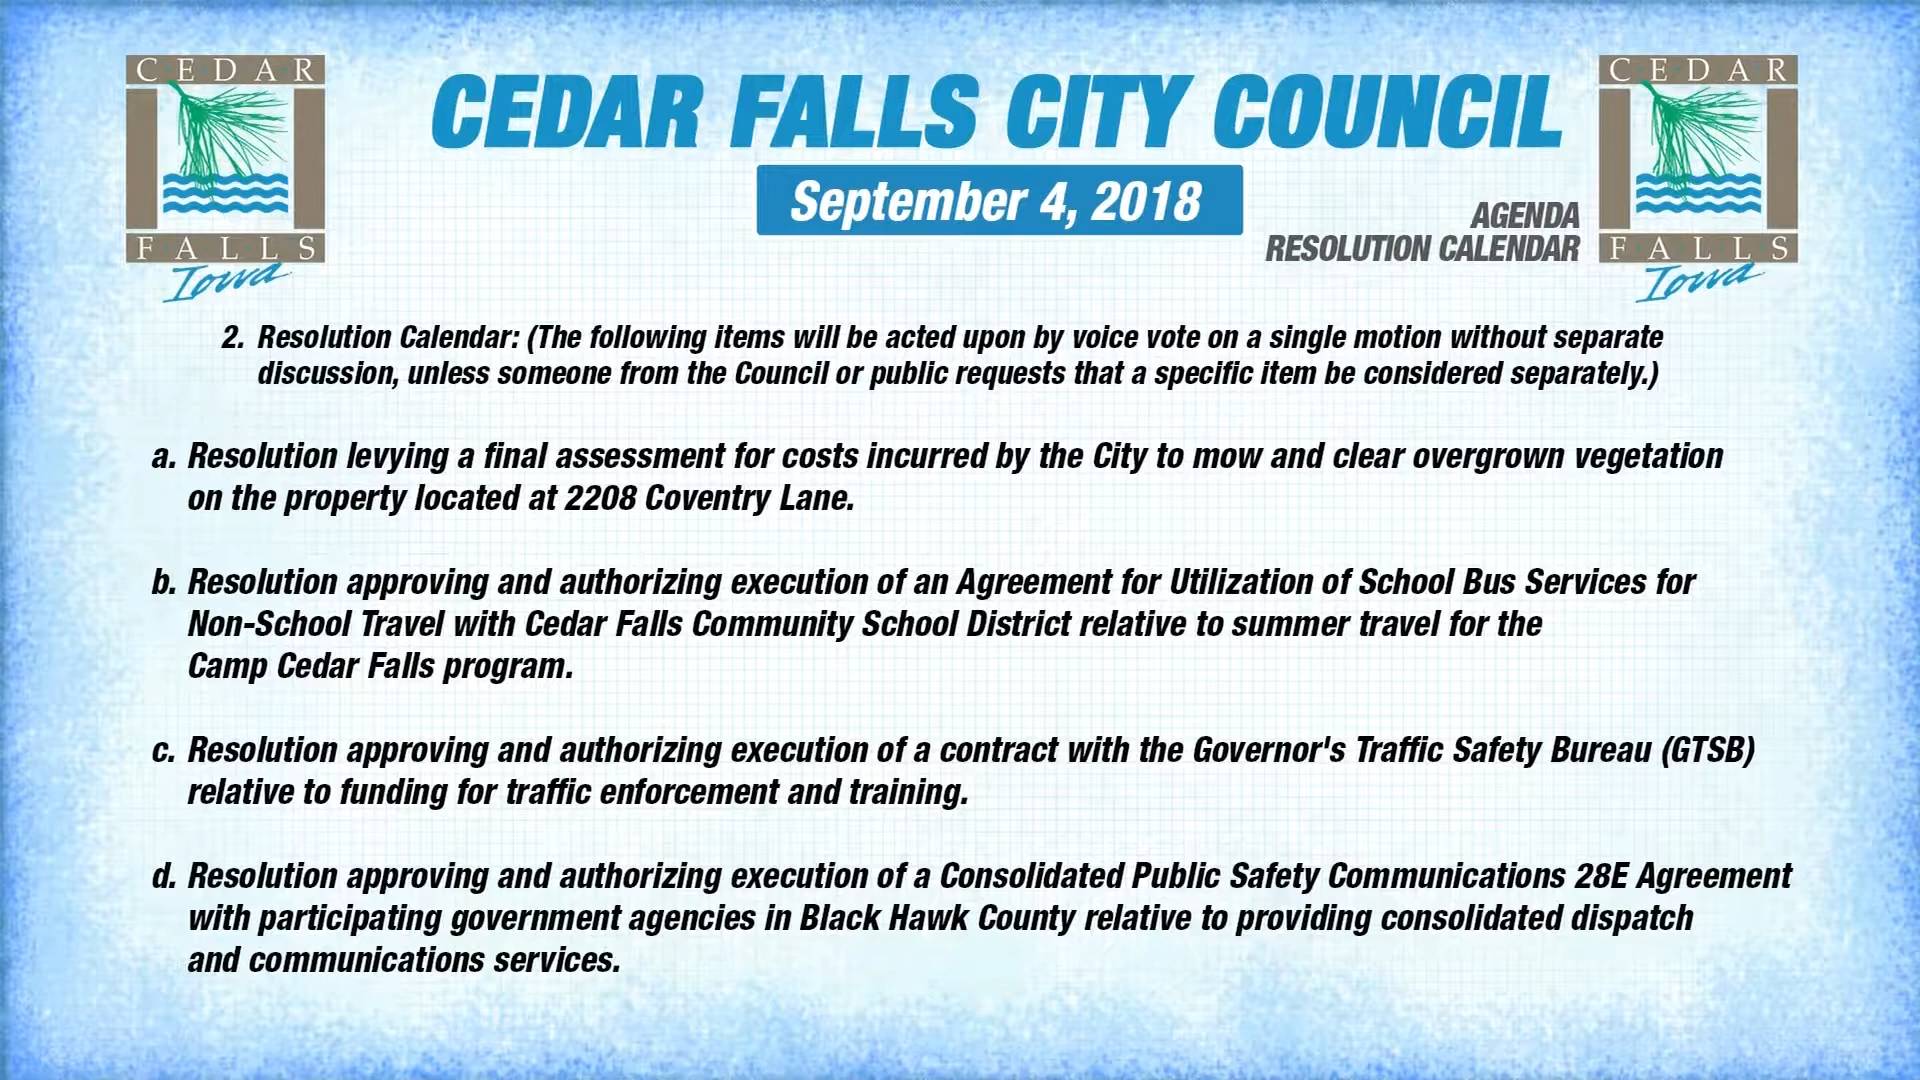 CEDAR
FALLS
Iowa
CEDAR FALLS CITY COUNCIL
September 4, 2018
AGENDA
RESOLUTION CALENDAR
CEDAR
FALLS
Iowa
2. Resolution Calendar: (The following items will be acted upon by voice vote on a single motion without separate
discussion, unless someone from the Council or public requests that a specific item be considered separately.)
a. Resolution levying a final assessment for costs incurred by the City to mow and clear overgrown vegetation
on the property located at 2208 Coventry Lane.
b. Resolution approving and authorizing execution of an Agreement for Utilization of School Bus Services for
Non-School Travel with Cedar Falls Community School District relative to summer travel for the
Camp Cedar Falls program.
c. Resolution approving and authorizing execution of a contract with the Governor's Traffic Safety Bureau (GTSB)
relative to funding for traffic enforcement and training.
d. Resolution approving and authorizing execution of a Consolidated Public Safety Communications 28E Agreement
with participating government agencies in Black Hawk County relative to providing consolidated dispatch
and communications services.